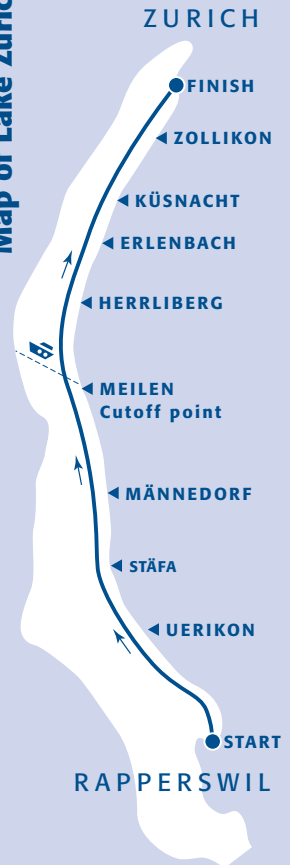 ZURICH
Map of Lake Zuric
FINISH
ZOLLIKON
KÜSNACHT
ERLENBACH
HERRLIBERG
MEILEN
Cutoff point
MÄNNEDORF
STÄFA
UERIKON
START
RAPPERSWIL